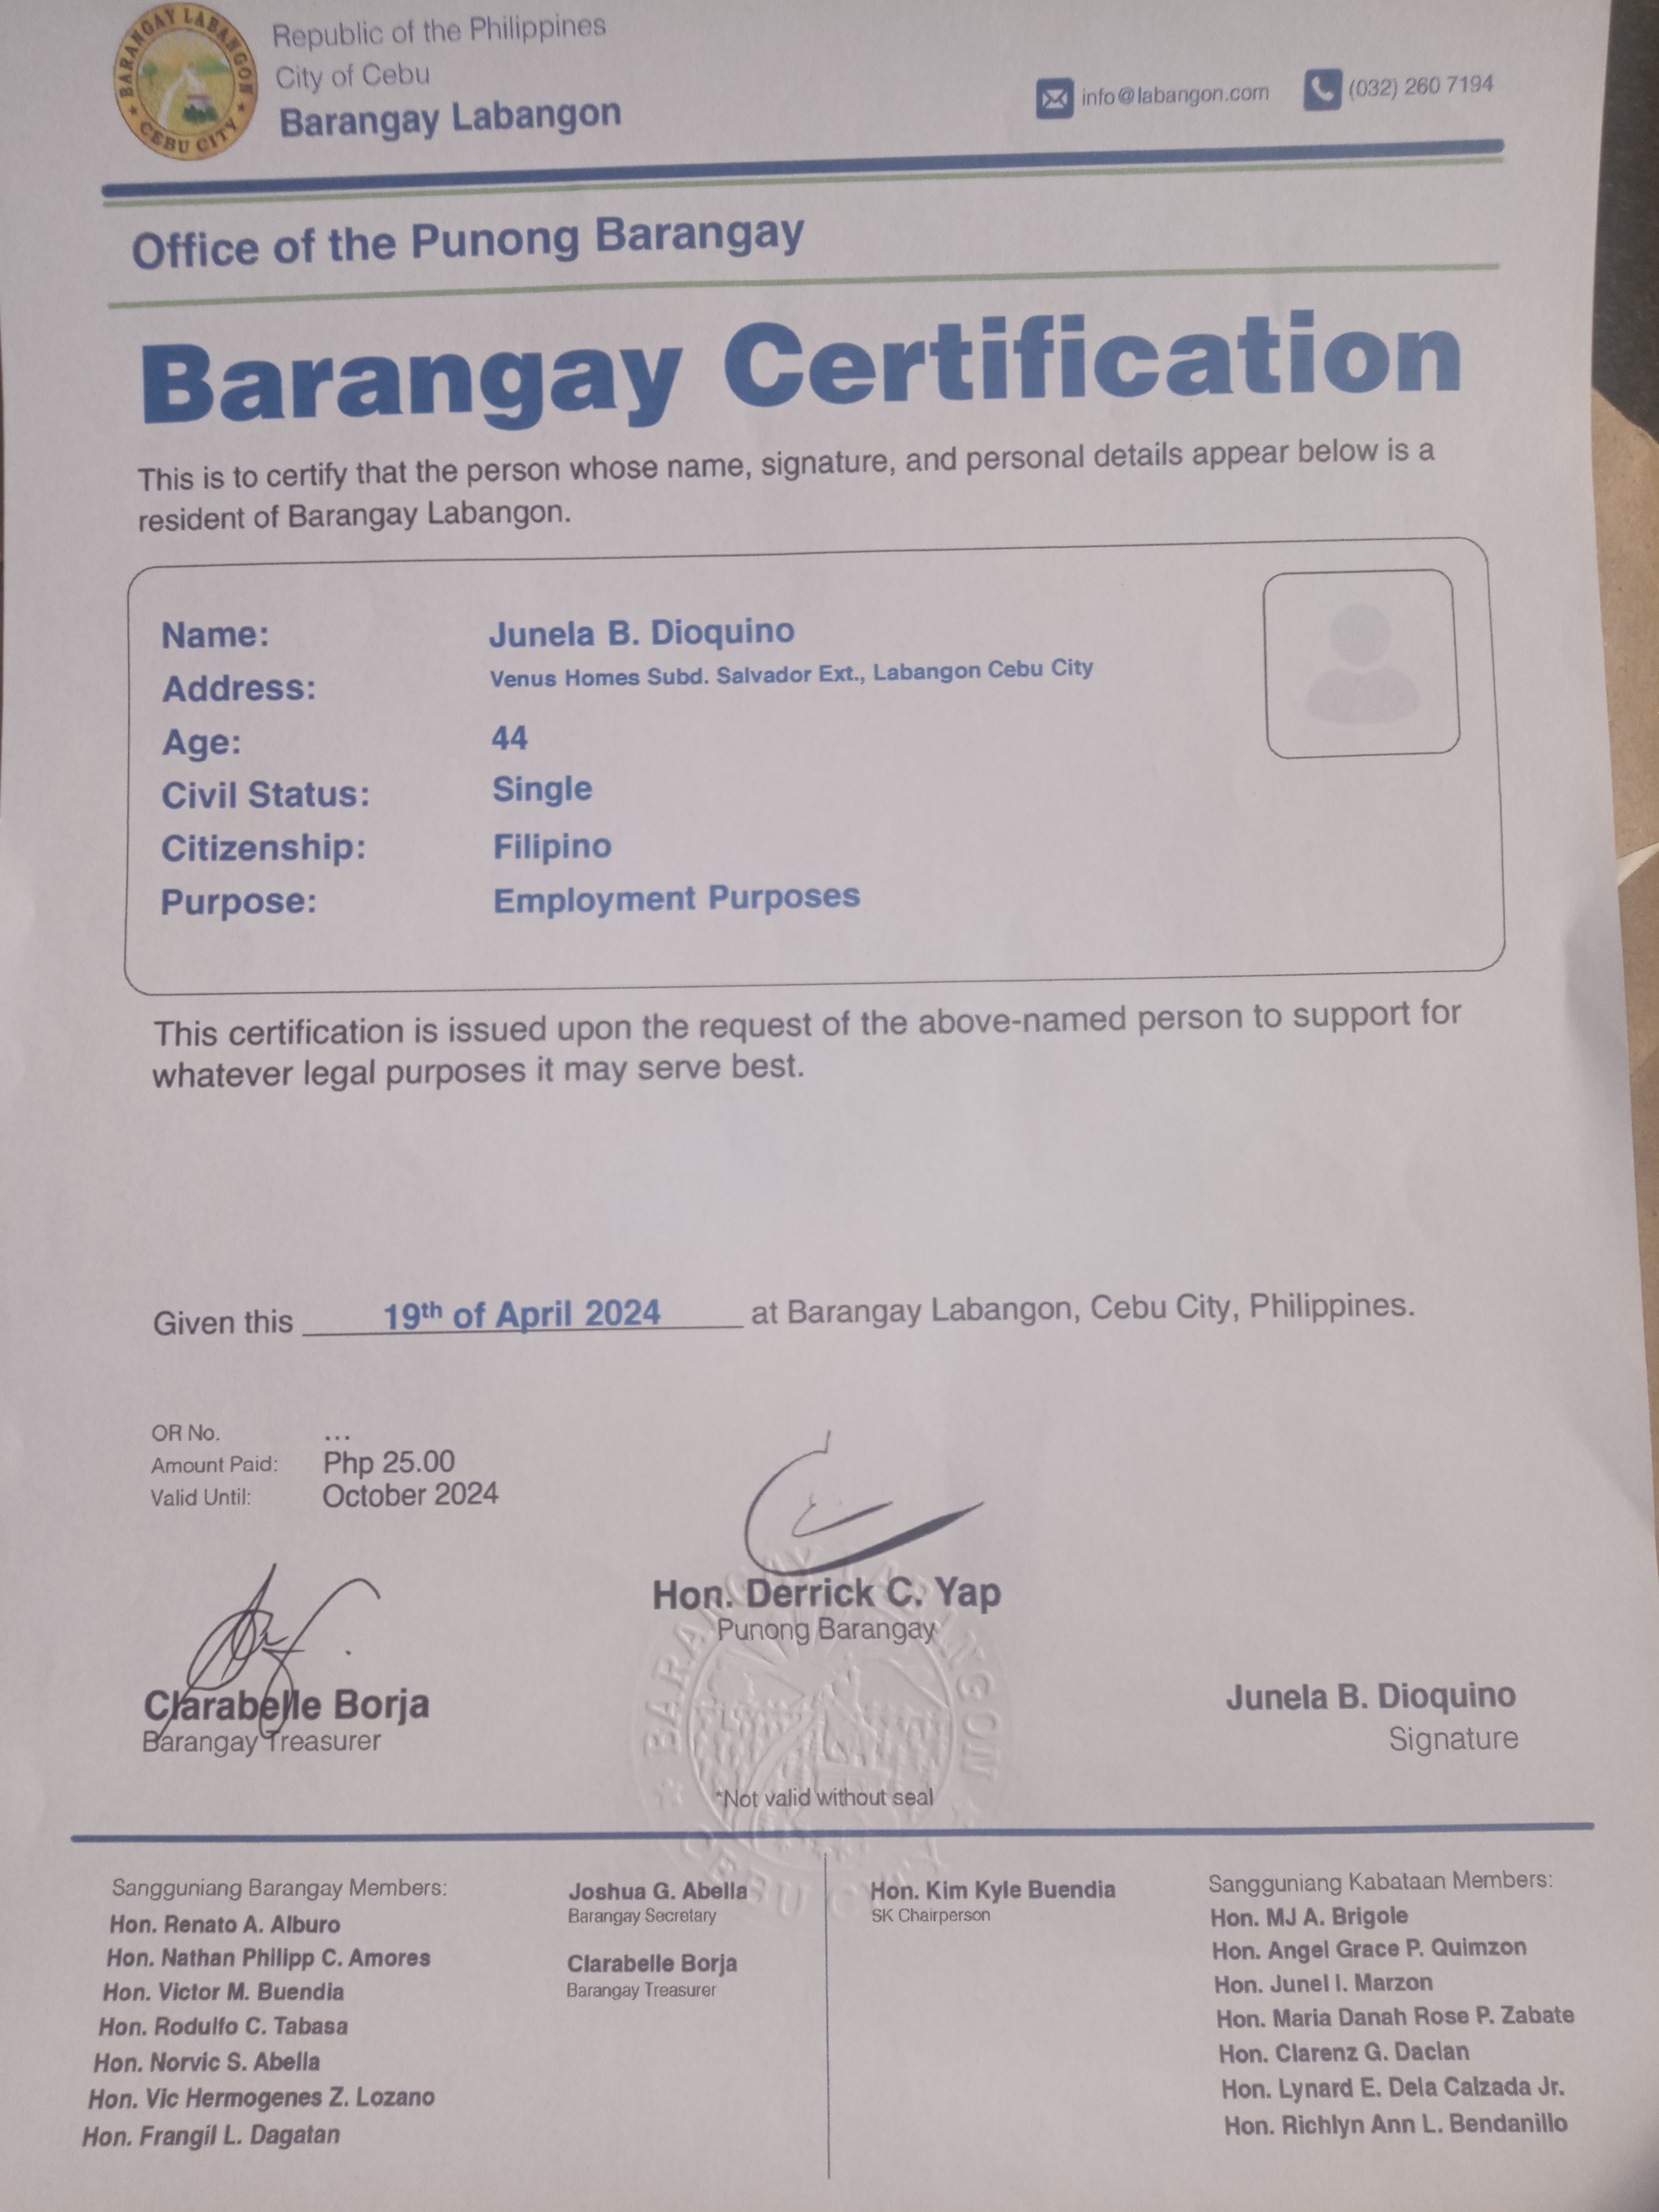 BARANGAY LABANGON
CEBU CITY
Republic of the Philippines
City of Cebu
Barangay Labangon
info@labangon.com
(032) 260 7194
Office of the Punong Barangay
Barangay Certification
This is to certify that the person whose name, signature, and personal details appear below is a
resident of Barangay Labangon.
Name: Junela B. Dioquino
Address: Venus Homes Subd. Salvador Ext., Labangon Cebu City
Age: 44
Civil Status: Single
Citizenship: Filipino
Purpose: Employment Purposes
This certification is issued upon the request of the above-named person to support for
whatever legal purposes it may serve best.
Given this 19th of April 2024 at Barangay Labangon, Cebu City, Philippines.
OR No. ...
Amount Paid: Php 25.00
Valid Until: October 2024
Hon. Derrick C. Yap
Punong Barangay
Clarabelle Borja
Barangay Treasurer
Junela B. Dioquino
Signature
BARANGAY LABANGON
CEBU CITY
*Not valid without seal
Sangguniang Barangay Members:
Hon. Renato A. Alburo
Hon. Nathan Philipp C. Amores
Hon. Victor M. Buendia
Hon. Rodulfo C. Tabasa
Hon. Norvic S. Abella
Hon. Vic Hermogenes Z. Lozano
Hon. Frangil L. Dagatan
Joshua G. Abella
Barangay Secretary
Clarabelle Borja
Barangay Treasurer
Hon. Kim Kyle Buendia
SK Chairperson
Sangguniang Kabataan Members:
Hon. MJ A. Brigole
Hon. Angel Grace P. Quimzon
Hon. Junel I. Marzon
Hon. Maria Danah Rose P. Zabate
Hon. Clarenz G. Daclan
Hon. Lynard E. Dela Calzada Jr.
Hon. Richlyn Ann L. Bendanillo